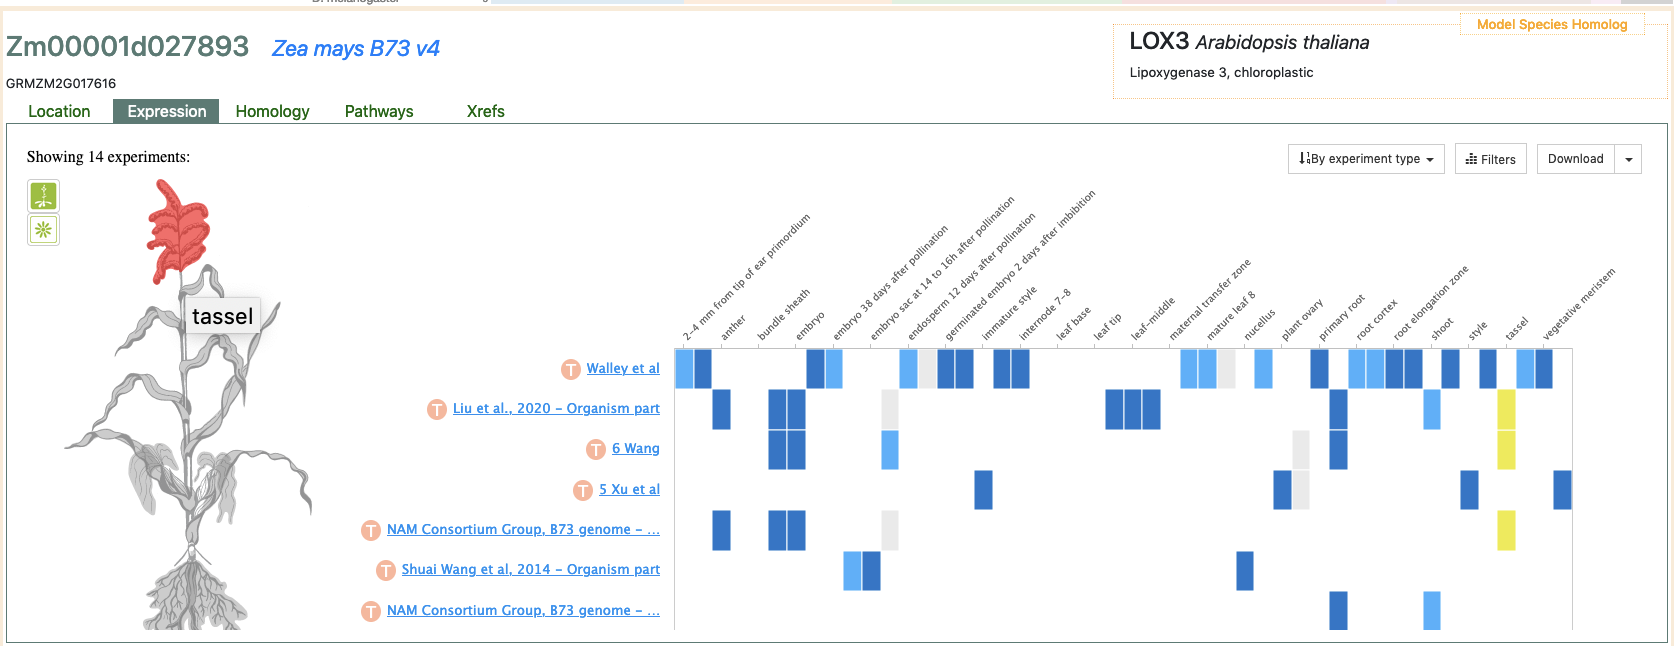 Model Species Homolog
Zm00001d027893 Zea mays B73 v4
LOX3 Arabidopsis thaliana
Lipoxygenase 3, chloroplastic
GRMZM2G017616
Location Expression Homology Pathways Xrefs
Showing 14 experiments:
By experiment type Filters Download
tassel
2–4 mm from tip of ear primordium
anther
bundle sheath
embryo
embryo 38 days after pollination
embryo sac at 14 to 16h after pollination
endosperm 12 days after pollination
germinated embryo 2 days after imbibition
immature style
internode 7–8
leaf base
leaf tip
leaf–middle
maternal transfer zone
mature leaf 8
nucellus
plant ovary
primary root
root cortex
root elongation zone
shoot
style
tassel
vegetative meristem
T Walley et al
T Liu et al., 2020 – Organism part
T 6 Wang
T 5 Xu et al
T NAM Consortium Group, B73 genome – ...
T Shuai Wang et al, 2014 – Organism part
T NAM Consortium Group, B73 genome – ...